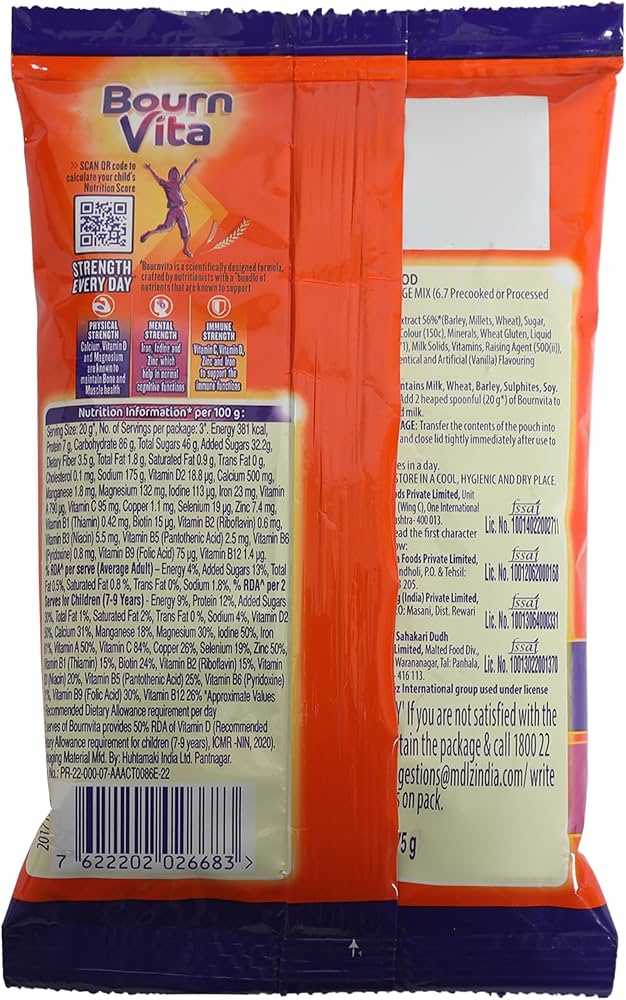 Bourn
Vita
>> SCAN QR code to
calculate your child's
Nutrition Score
STRENGTH
EVERY DAY*
*Bournvita is a scientifically designed formula,
crafted by nutritionists with a *bundle of
nutrients that are known to support
PHYSICAL
STRENGTH
Calcium, Vitamin D
and Magnesium
are known to
maintain Bone and
Muscle health
MENTAL
STRENGTH
Iron, Iodine and
Zinc which
help in normal
cognitive functions
IMMUNE
STRENGTH
Vitamin C, Vitamin D,
Zinc and Iron
to support the
immune functions
Nutrition Information* per 100 g :
Serving Size: 20 g*, No. of Servings per package: 3*. Energy 381 kcal,
Protein 7 g, Carbohydrate 86 g, Total Sugars 46 g, Added Sugars 32.2g,
Dietary Fiber 3.5 g, Total Fat 1.8 g, Saturated Fat 0.9 g, Trans Fat 0 g,
Cholesterol 0.1 mg, Sodium 175 g, Vitamin D2 18.8 µg, Calcium 500 mg,
Manganese 1.8 mg, Magnesium 132 mg, Iodine 113 µg, Iron 23 mg, Vitamin
A 790 µg, Vitamin C 95 mg, Copper 1.1 mg, Selenium 19 µg, Zinc 7.4 mg,
Vitamin B1 (Thiamin) 0.42 mg, Biotin 15 µg, Vitamin B2 (Riboflavin) 0.6 mg,
Vitamin B3 (Niacin) 5.5 mg, Vitamin B5 (Pantothenic Acid) 2.5 mg, Vitamin B6
(Pyridoxine) 0.8 mg, Vitamin B9 (Folic Acid) 75 µg, Vitamin B12 1.4 µg.
% RDA^ per serve (Average Adult) – Energy 4%, Added Sugars 13%, Total
Fat 0.5%, Saturated Fat 0.8 %, Trans Fat 0%, Sodium 1.8%, % RDA^ per 2
Serves for Children (7-9 Years) - Energy 9%, Protein 12%, Added Sugars
30%, Total Fat 1%, Saturated Fat 2%, Trans Fat 0 %, Sodium 4%, Vitamin D2
50%, Calcium 31%, Manganese 18%, Magnesium 30%, Iodine 50%, Iron
%, Vitamin A 50%, Vitamin C 84%, Copper 26%, Selenium 19%, Zinc 50%,
Vitamin B1 (Thiamin) 15%, Biotin 24%, Vitamin B2 (Riboflavin) 15%, Vitamin
(Niacin) 20%, Vitamin B5 (Pantothenic Acid) 25%, Vitamin B6 (Pyridoxine)
%, Vitamin B9 (Folic Acid) 30%, Vitamin B12 26% *Approximate Values
Recommended Dietary Allowance requirement per day
erves of Bournvita provides 50% RDA of Vitamin D (Recommended
etary Allowance requirement for children (7-9 years), ICMR -NIN, 2020).
aging Material Mfd. By: Huhtamaki India Ltd. Pantnagar.
No.: PR-22-000-07-AAACT0086E-22
7 622202 026683 >
OD
GE MIX (6.7 Precooked or Processed
xtract 56%*(Barley, Millets, Wheat), Sugar,
Colour (150c), Minerals, Wheat Gluten, Liquid
), Milk Solids, Vitamins, Raising Agent (500(ii)),
entical and Artificial (Vanilla) Flavouring
ntains Milk, Wheat, Barley, Sulphites, Soy.
Add 2 heaped spoonful (20 g*) of Bournvita to
d milk.
AGE: Transfer the contents of the pouch into
and close lid tightly immediately after use to
es in a day.
STORE IN A COOL, HYGIENIC AND DRY PLACE.
ods Private Limited, Unit
(Wing C), One International
ashtra- 400 013.
fssai
Lic. No. 10014022002711
ead the first character
ow:
a Foods Private Limited,
ndholi, P.O. & Tehsil:
3 205.
fssai
Lic. No. 10012062000168
g (india) Private Limited,
.O: Masani, Dist. Rewari
fssai
Lic. No. 10013064000331
Sahakari Dudh
Limited, Malted Food Div.,
Warananagar, Tal: Panhala,
- 416 113.
fssai
Lic. No. 10013022001370
ez International group used under license
Y' If you are not satisfied with the
tain the package & call 1800 22
gestions@mdlzindia.com/ write
s on pack.
75 g